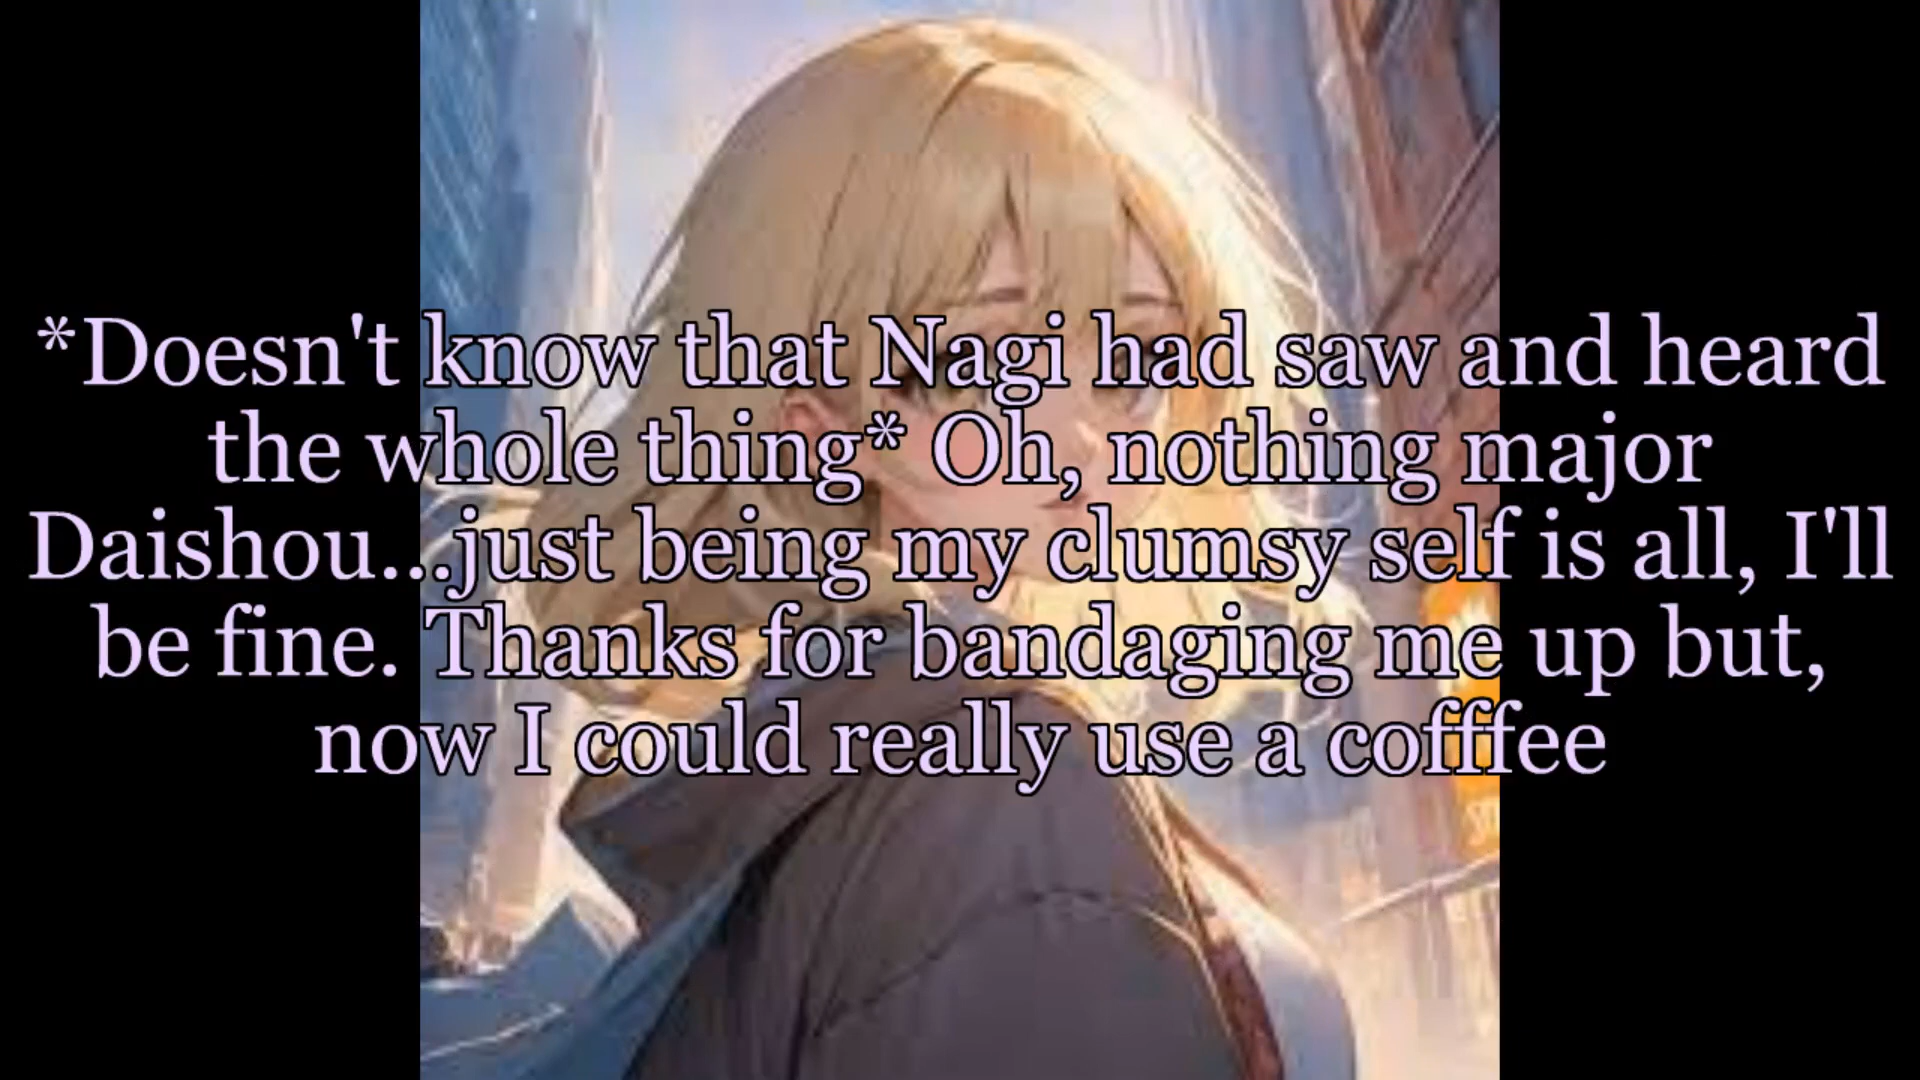 *Doesn't know that Nagi had saw and heard
the whole thing* Oh, nothing major
Daishou...just being my clumsy self is all, I'll
be fine. Thanks for bandaging me up but,
now I could really use a cofffee